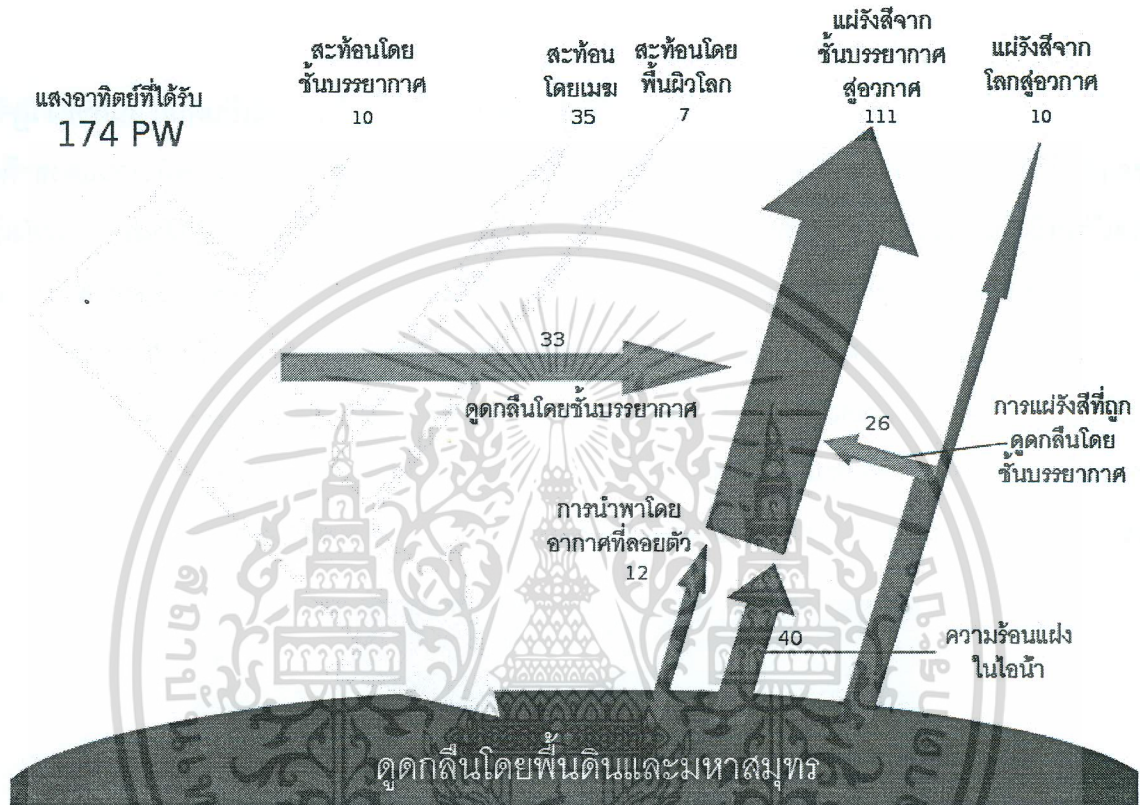 แสงอาทิตย์ที่ได้รับ
174 PW
สะท้อนโดย
ชั้นบรรยากาศ
10
สะท้อน
โดยเมฆ
35
สะท้อนโดย
พื้นผิวโลก
7
แผ่รังสีจาก
ชั้นบรรยากาศ
สู่อวกาศ
111
แผ่รังสีจาก
โลกสู่อวกาศ
10
33
ดูดกลืนโดยชั้นบรรยากาศ
26
การแผ่รังสีที่ถูก
ดูดกลืนโดย
ชั้นบรรยากาศ
การนำพาโดย
อากาศที่ลอยตัว
12
40
ความร้อนแฝง
ในไอน้ำ
ดูดกลืนโดยพื้นดินและมหาสมุทร